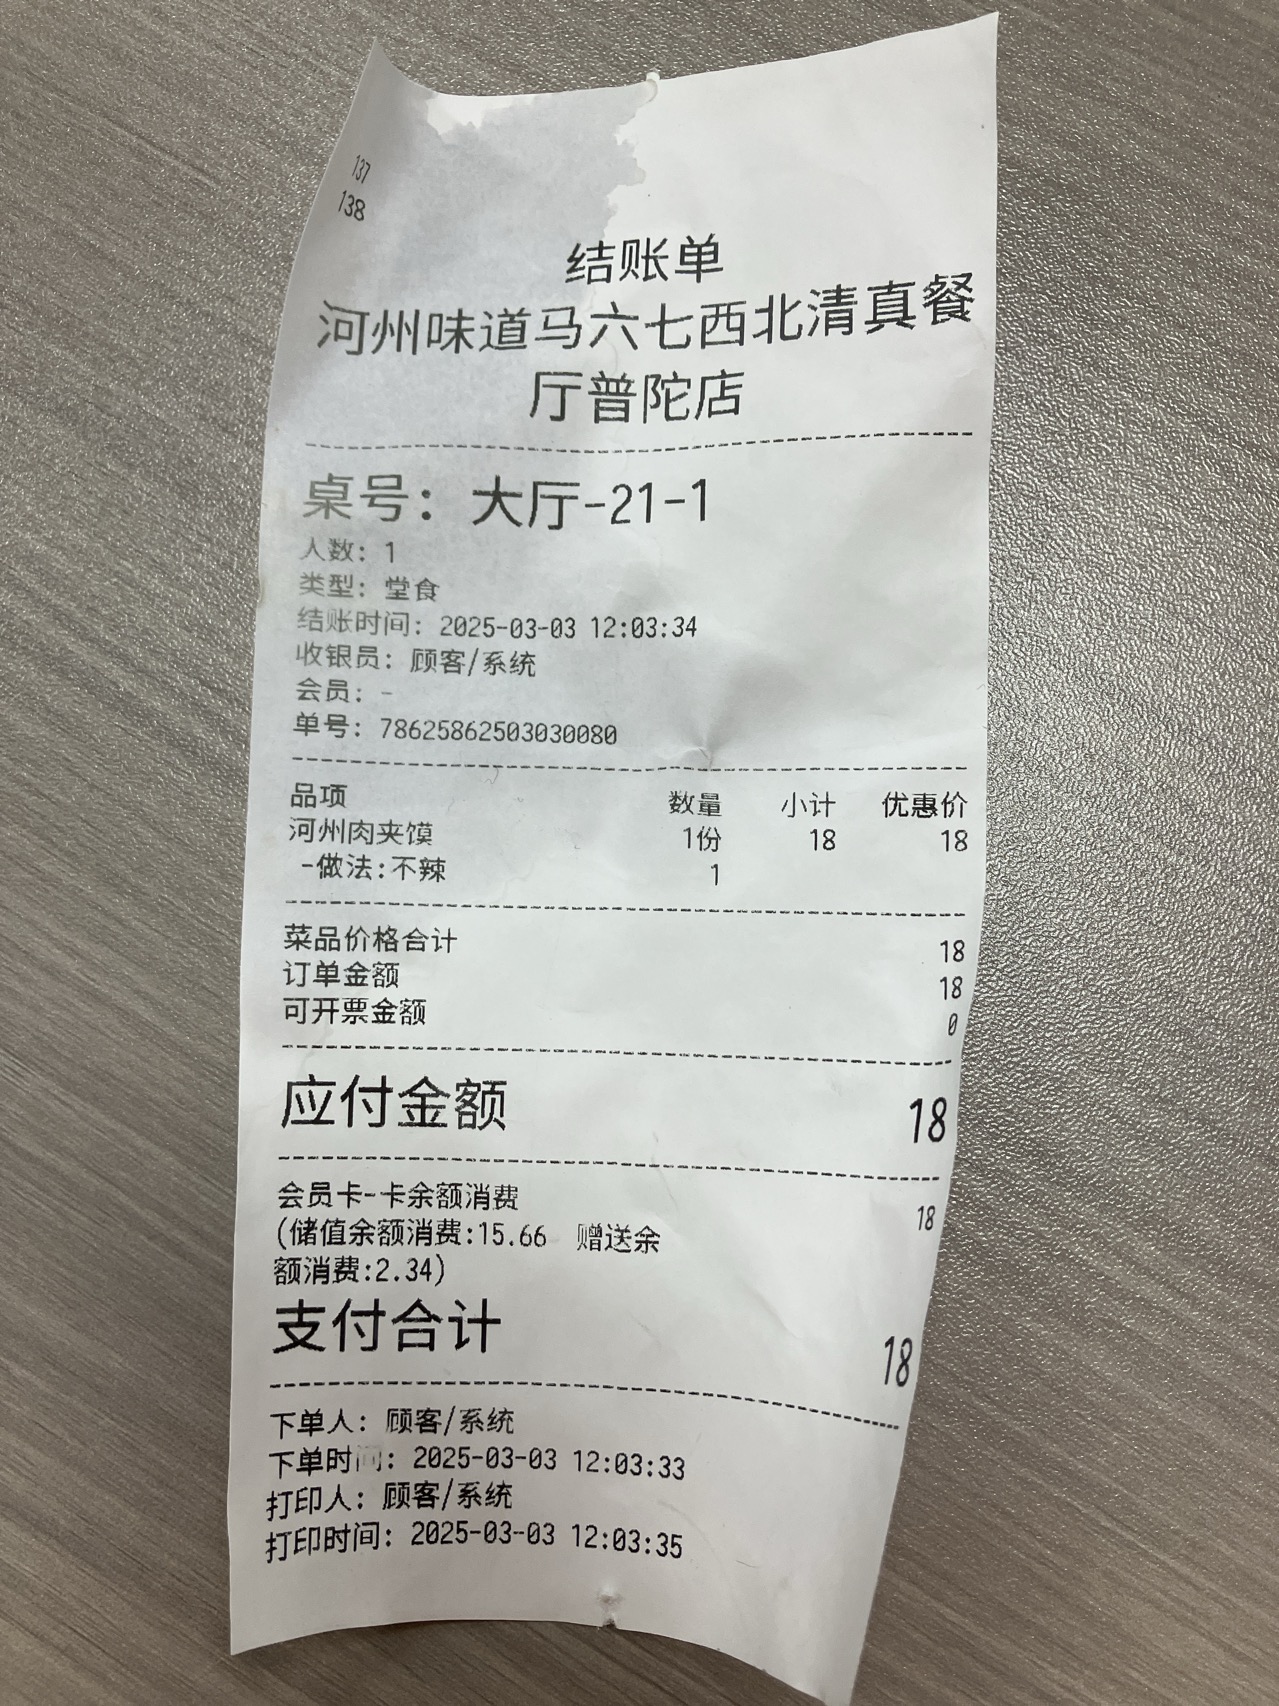 137
138
结账单
河州味道马六七西北清真餐
厅普陀店
桌号：大厅-21-1
人数：1
类型：堂食
结账时间：2025-03-03 12:03:34
收银员：顾客/系统
会员：-
单号：78625862503030080
品项 数量 小计 优惠价
河州肉夹馍 1份 18 18
-做法:不辣 1
菜品价格合计 18
订单金额 18
可开票金额 0
应付金额 18
会员卡-卡余额消费 18
(储值余额消费:15.66 赠送余
额消费:2.34)
支付合计 18
下单人：顾客/系统
下单时间：2025-03-03 12:03:33
打印人：顾客/系统
打印时间：2025-03-03 12:03:35